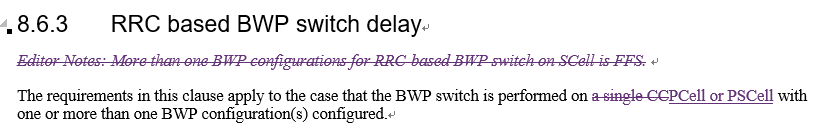 8.6.3 RRC based BWP switch delay
Editor Notes: More than one BWP configurations for RRC-based BWP switch on SCell is FFS.
The requirements in this clause apply to the case that the BWP switch is performed on a single CCPCell or PSCell with
one or more than one BWP configuration(s) configured.